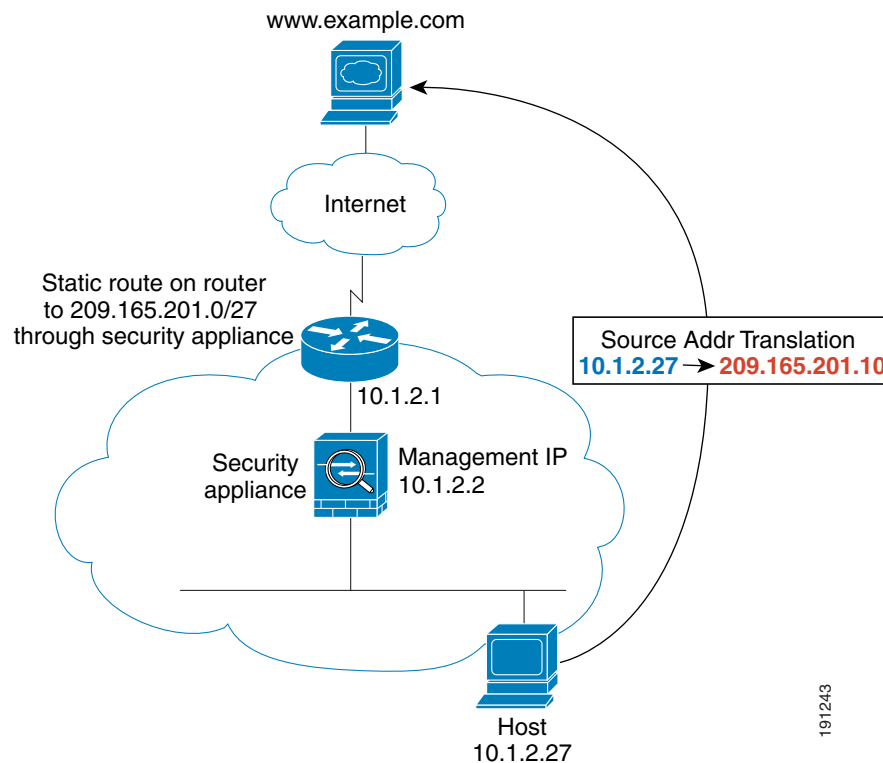 www.example.com
Internet
Static route on router
to 209.165.201.0/27
through security appliance
Source Addr Translation
10.1.2.27 → 209.165.201.10
10.1.2.1
Security
appliance
Management IP
10.1.2.2
Host
10.1.2.27
191243